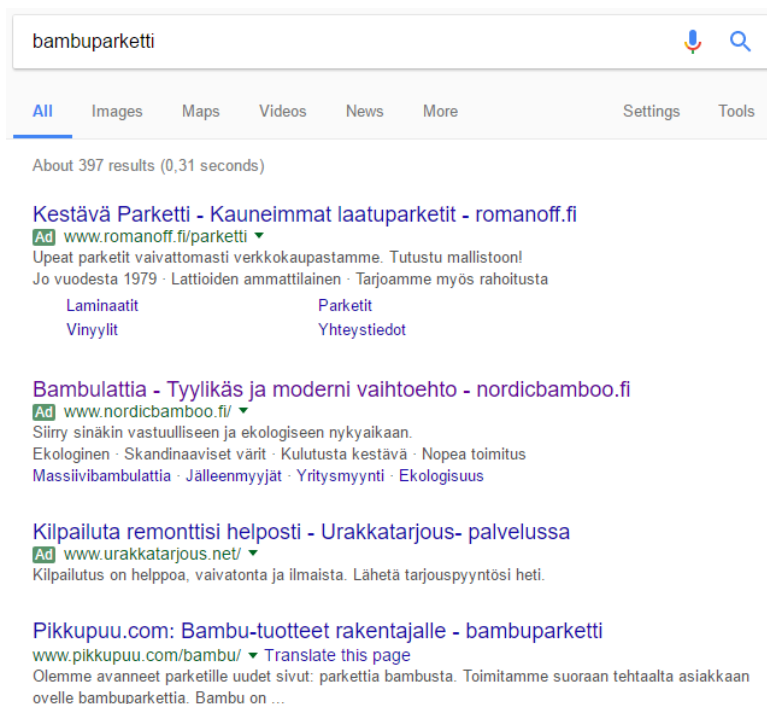 bambuparketti
All Images Maps Videos News More Settings Tools
About 397 results (0,31 seconds)
Kestävä Parketti - Kauneimmat laatuparketit - romanoff.fi
Ad www.romanoff.fi/parketti
Upeat parketit vaivattomasti verkkokaupastamme. Tutustu mallistoon!
Jo vuodesta 1979 · Lattioiden ammattilainen · Tarjoamme myös rahoitusta
Laminaatit Parketit
Vinyylit Yhteystiedot
Bambulattia - Tyylikäs ja moderni vaihtoehto - nordicbamboo.fi
Ad www.nordicbamboo.fi/
Siirry sinäkin vastuulliseen ja ekologiseen nykyaikaan.
Ekologinen · Skandinaaviset värit · Kulutusta kestävä · Nopea toimitus
Massiivibambulattia · Jälleenmyyjät · Yritysmyynti · Ekologisuus
Kilpailuta remonttisi helposti - Urakkatarjous- palvelussa
Ad www.urakkatarjous.net/
Kilpailutus on helppoa, vaivatonta ja ilmaista. Lähetä tarjouspyyntösi heti.
Pikkupuu.com: Bambu-tuotteet rakentajalle - bambuparketti
www.pikkupuu.com/bambu/ Translate this page
Olemme avanneet parketille uudet sivut: parkettia bambusta. Toimitamme suoraan tehtaalta asiakkaan
ovelle bambuparkettia. Bambu on ...